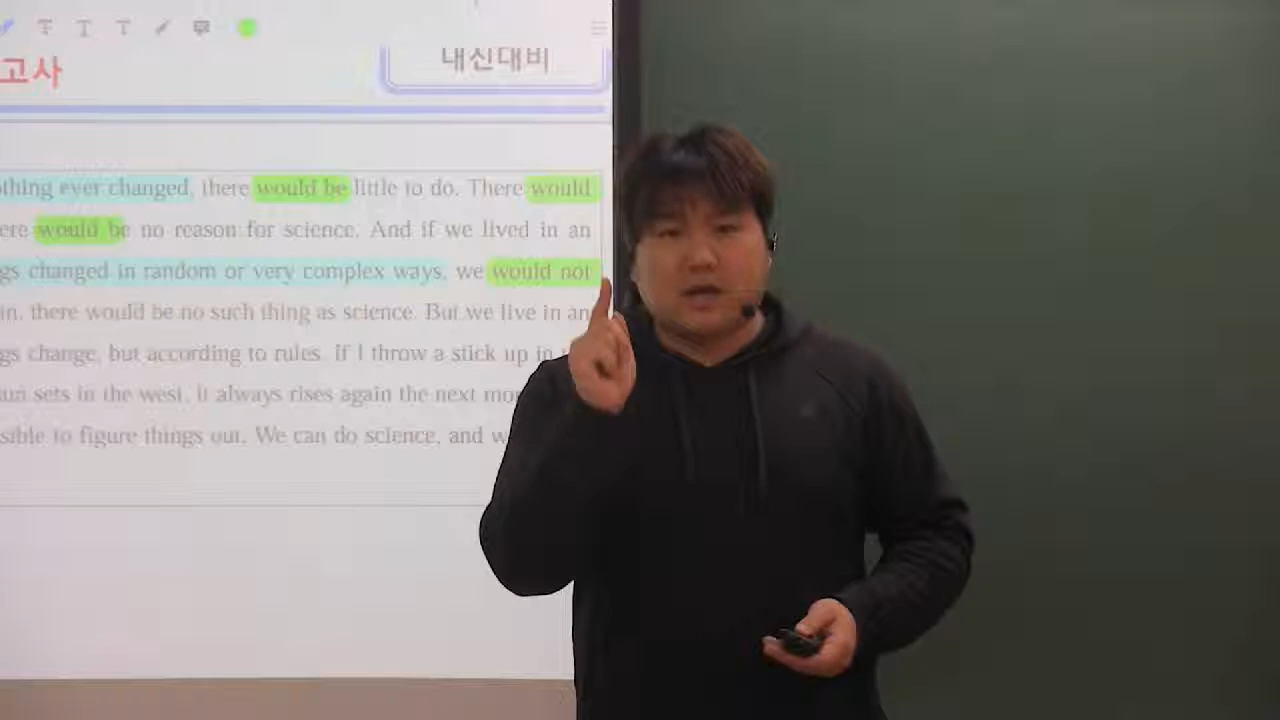 고사
내신대비
othing ever changed, there would be little to do. There would
ere would be no reason for science. And if we lived in an
gs changed in random or very complex ways, we would not
in, there would be no such thing as science. But we live in an
gs change, but according to rules. If I throw a stick up in
sun sets in the west, it always rises again the next mor
sible to figure things out. We can do science, and w